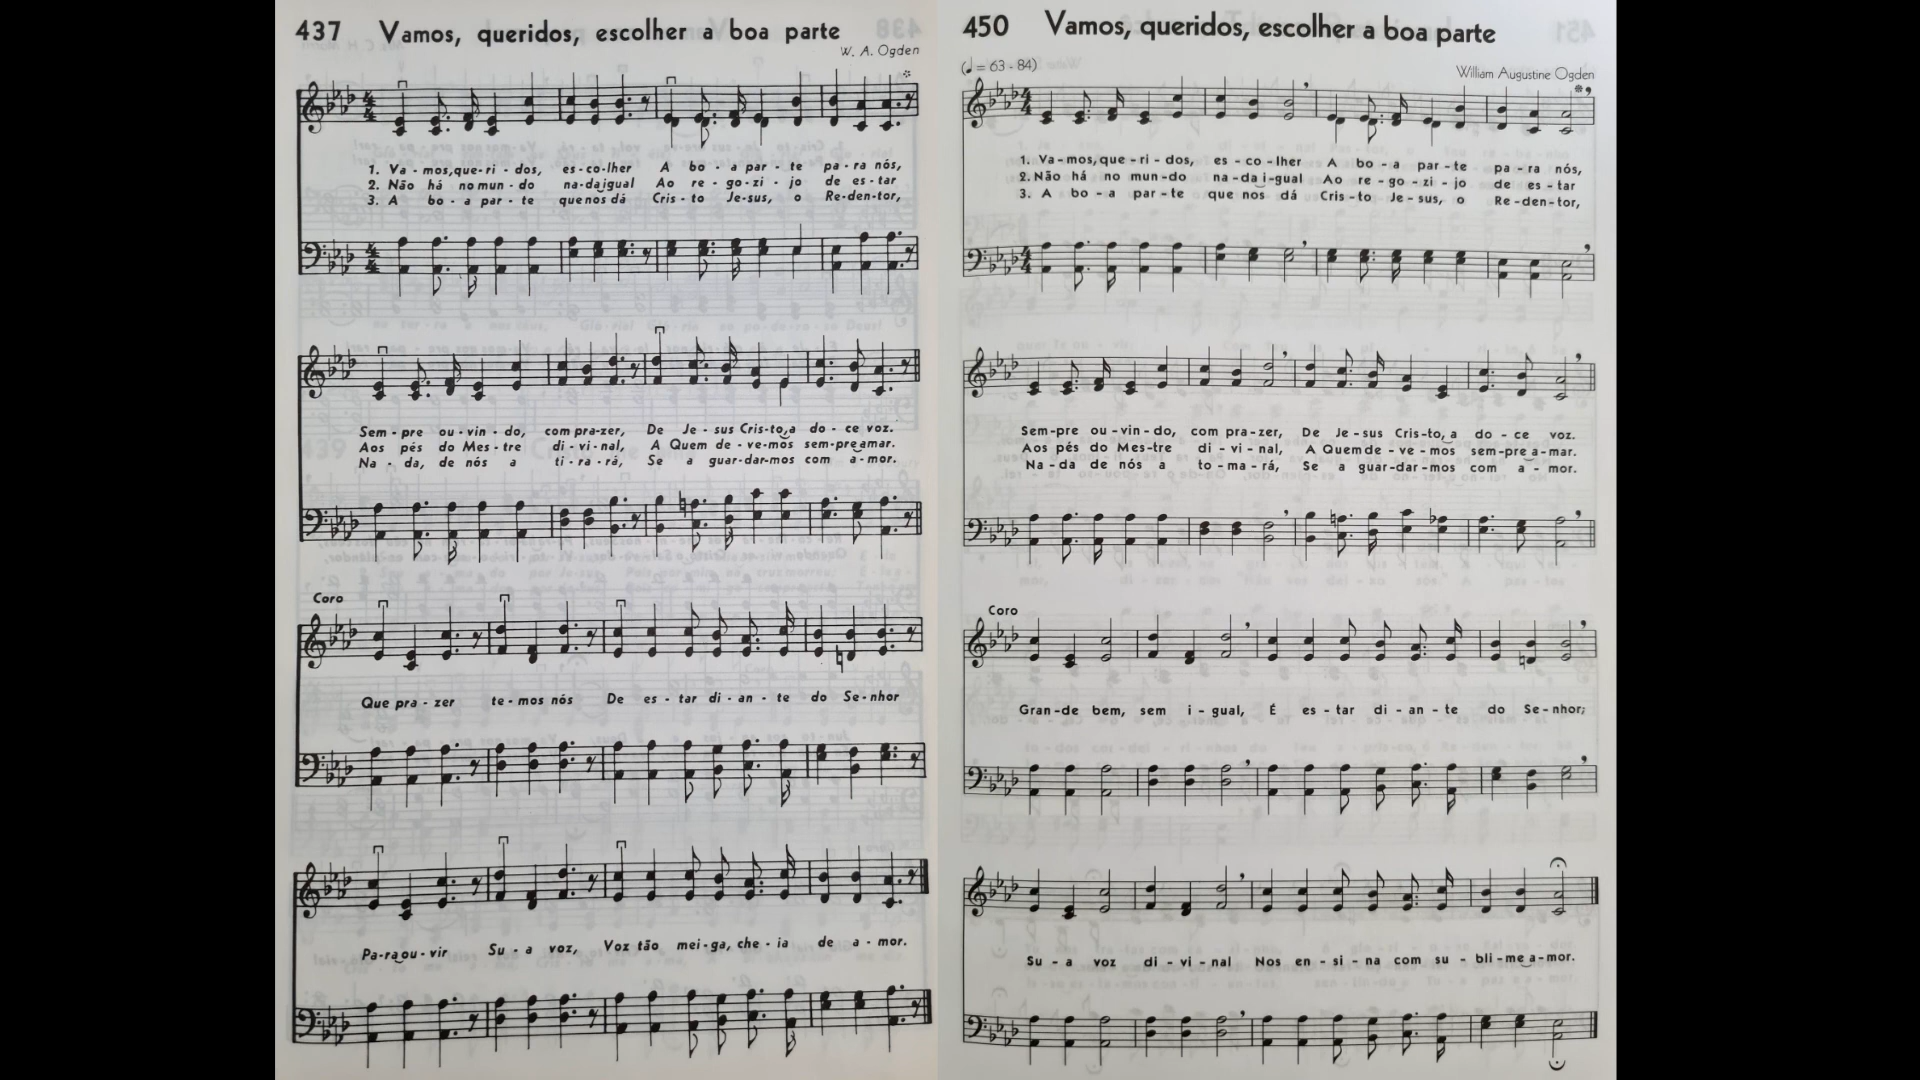 437 Vamos, queridos, escolher a boa parte
W. A. Ogden
1. Va - mos, que - ri - dos, es - co - lher A bo - a par - te pa - ra nós,
2. Não há no mun - do na - da igual Ao re - go - zi - jo de es - tar
3. A bo - a par - te que nos dá Cris - to Je - sus, o Re - den - tor,
Sem - pre ou - vin - do, com pra - zer, De Je - sus Cris - to, a do - ce voz.
Aos pés do Mes - tre di - vi - nal, A Quem de - ve - mos sem - pre amar.
Na - da, de nós a ti - ra - rá, Se a guar - dar - mos com a - mor.
Coro
Que pra - zer te - mos nós De es - tar di - an - te do Se - nhor
Pa - ra ou - vir Su - a voz, Voz tão mei - ga, che - ia de a - mor.
450 Vamos, queridos, escolher a boa parte
(♩ = 63 - 84)
William Augustine Ogden
1. Va - mos, que - ri - dos, es - co - lher A bo - a par - te pa - ra nós,
2. Não há no mun - do na - da i - gual Ao re - go - zi - jo de es - tar
3. A bo - a par - te que nos dá Cris - to Je - sus, o Re - den - tor,
Sem - pre ou - vin - do, com pra - zer, De Je - sus Cris - to, a do - ce voz.
Aos pés do Mes - tre di - vi - nal, A Quem de - ve - mos sem - pre a - mar.
Na - da de nós a to - ma - rá, Se a guar - dar - mos com a - mor.
Coro
Gran - de bem, sem i - gual, É es - tar di - an - te do Se - nhor;
Su - a voz di - vi - nal Nos en - si - na com su - bli - me a - mor.